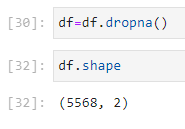 [30]: df=df.dropna()
[32]: df.shape
[32]: (5568, 2)